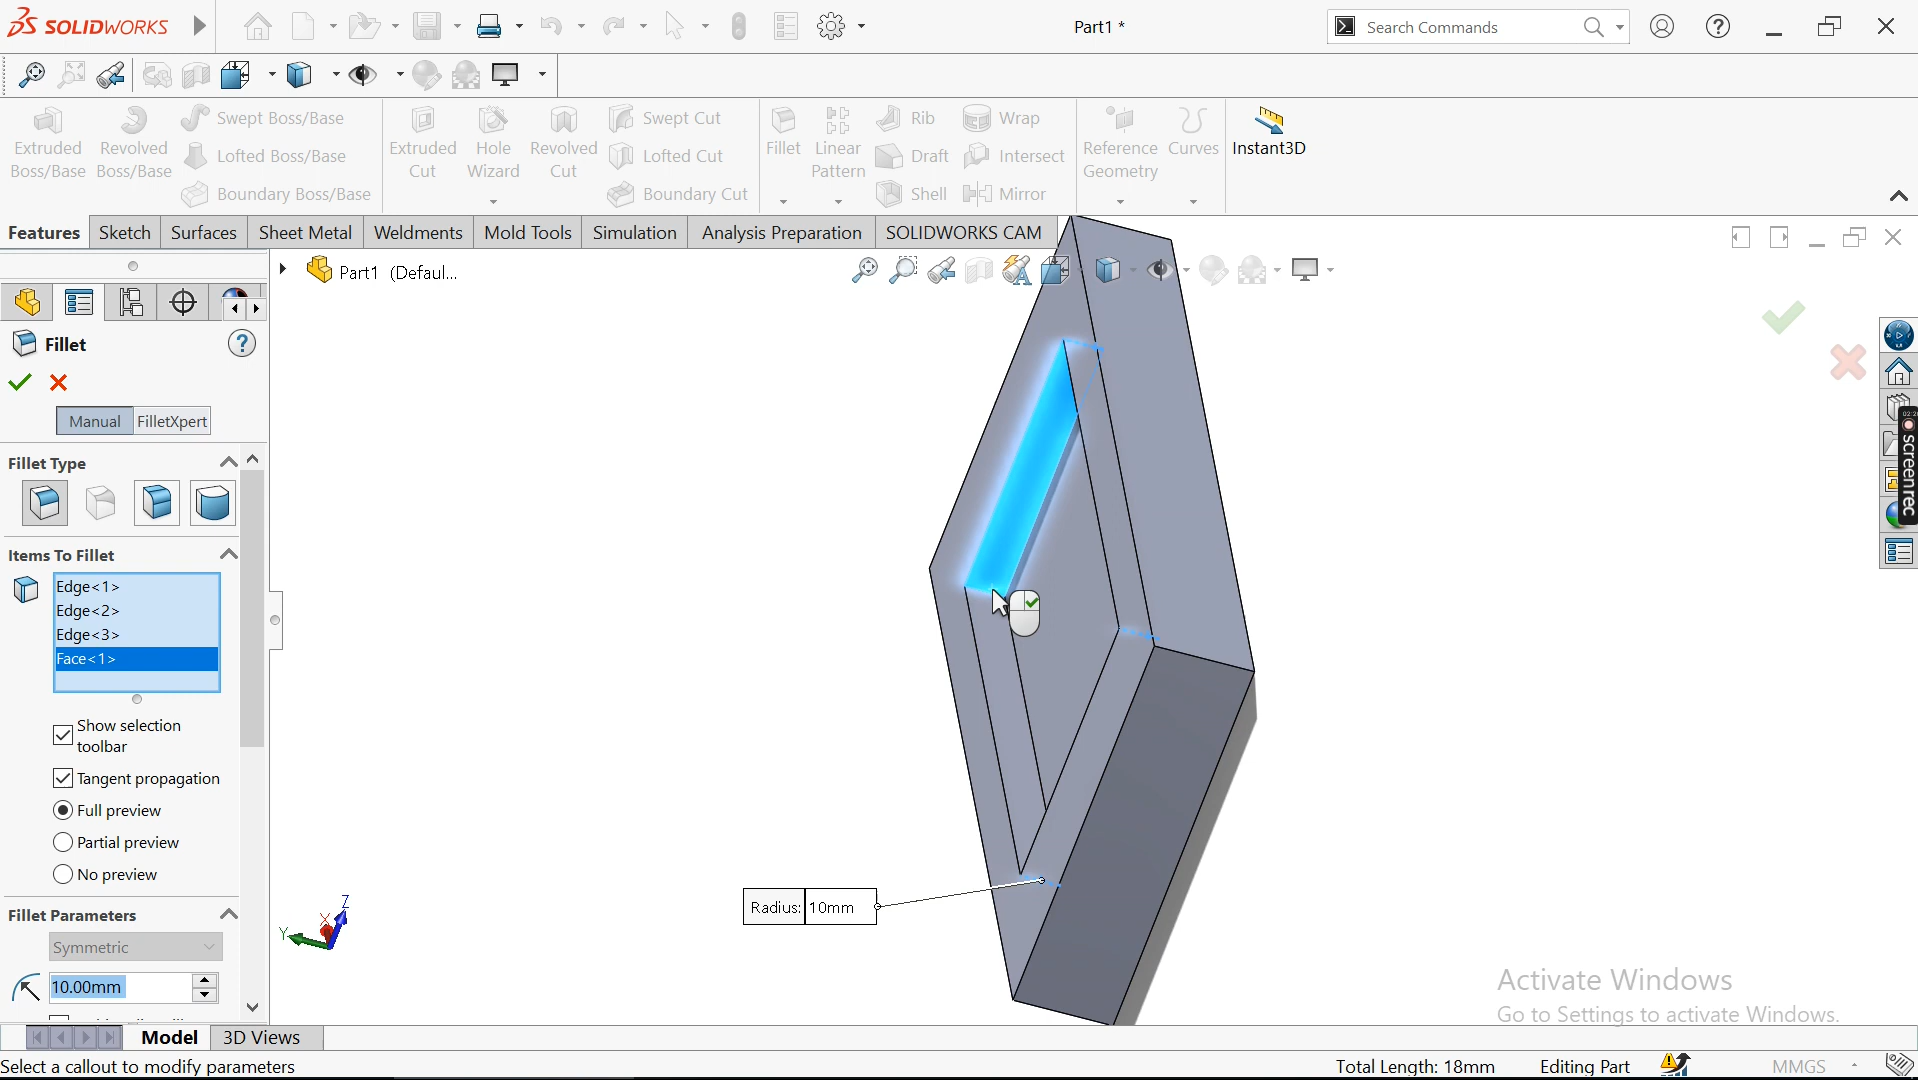 SOLIDWORKS
Part1 *
Search Commands
Extruded Boss/Base
Revolved Boss/Base
Swept Boss/Base
Lofted Boss/Base
Boundary Boss/Base
Extruded Cut
Hole Wizard
Revolved Cut
Swept Cut
Lofted Cut
Boundary Cut
Fillet
Linear Pattern
Rib
Draft
Shell
Wrap
Intersect
Mirror
Reference Geometry
Curves
Instant3D
Features
Sketch
Surfaces
Sheet Metal
Weldments
Mold Tools
Simulation
Analysis Preparation
SOLIDWORKS CAM
Part1 (Defaul...
Fillet
Manual
FilletXpert
Fillet Type
Items To Fillet
Edge<1>
Edge<2>
Edge<3>
Face<1>
Show selection
toolbar
Tangent propagation
Full preview
Partial preview
No preview
Fillet Parameters
Symmetric
10.00mm
Radius: 10mm
Z
X
Y
screenrec
Activate Windows
Go to Settings to activate Windows.
Model
3D Views
Select a callout to modify parameters
Total Length: 18mm
Editing Part
MMGS